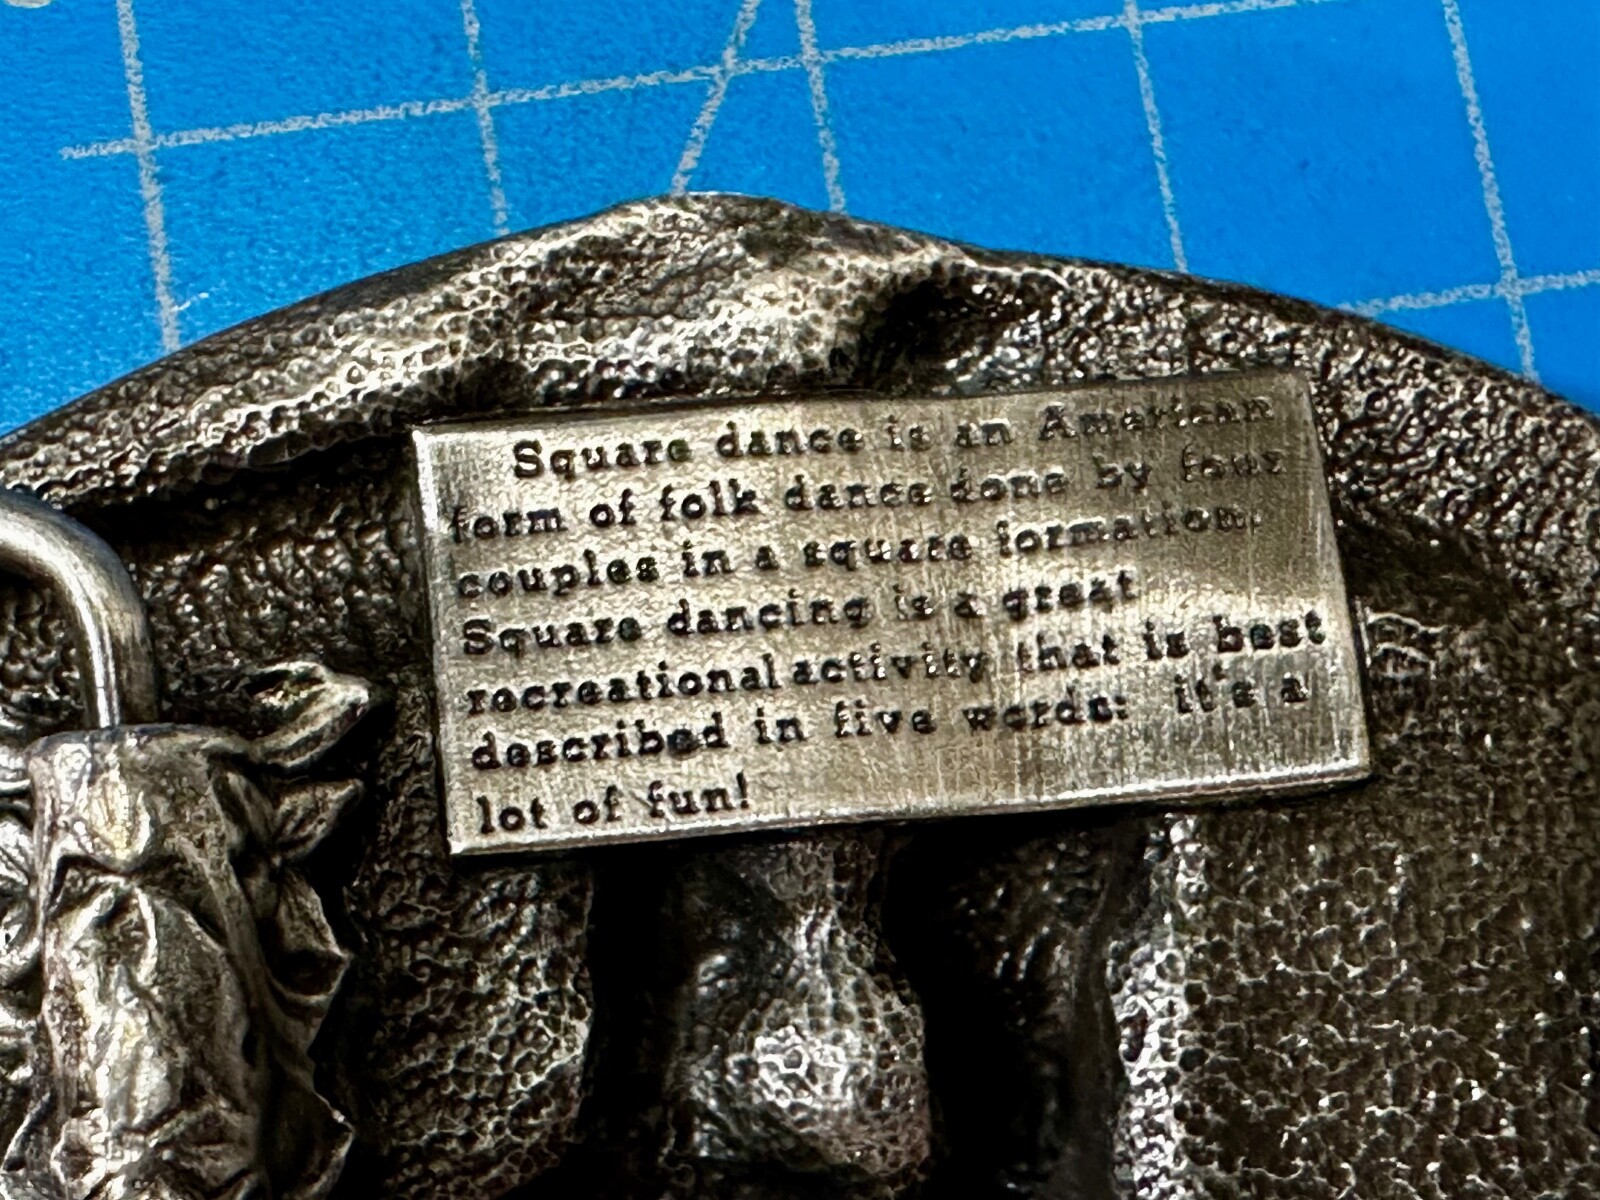 Square dance is an American
form of folk dance done by four
couples in a square formation.
Square dancing is a great
recreational activity that is best
described in five words: it's a
lot of fun!